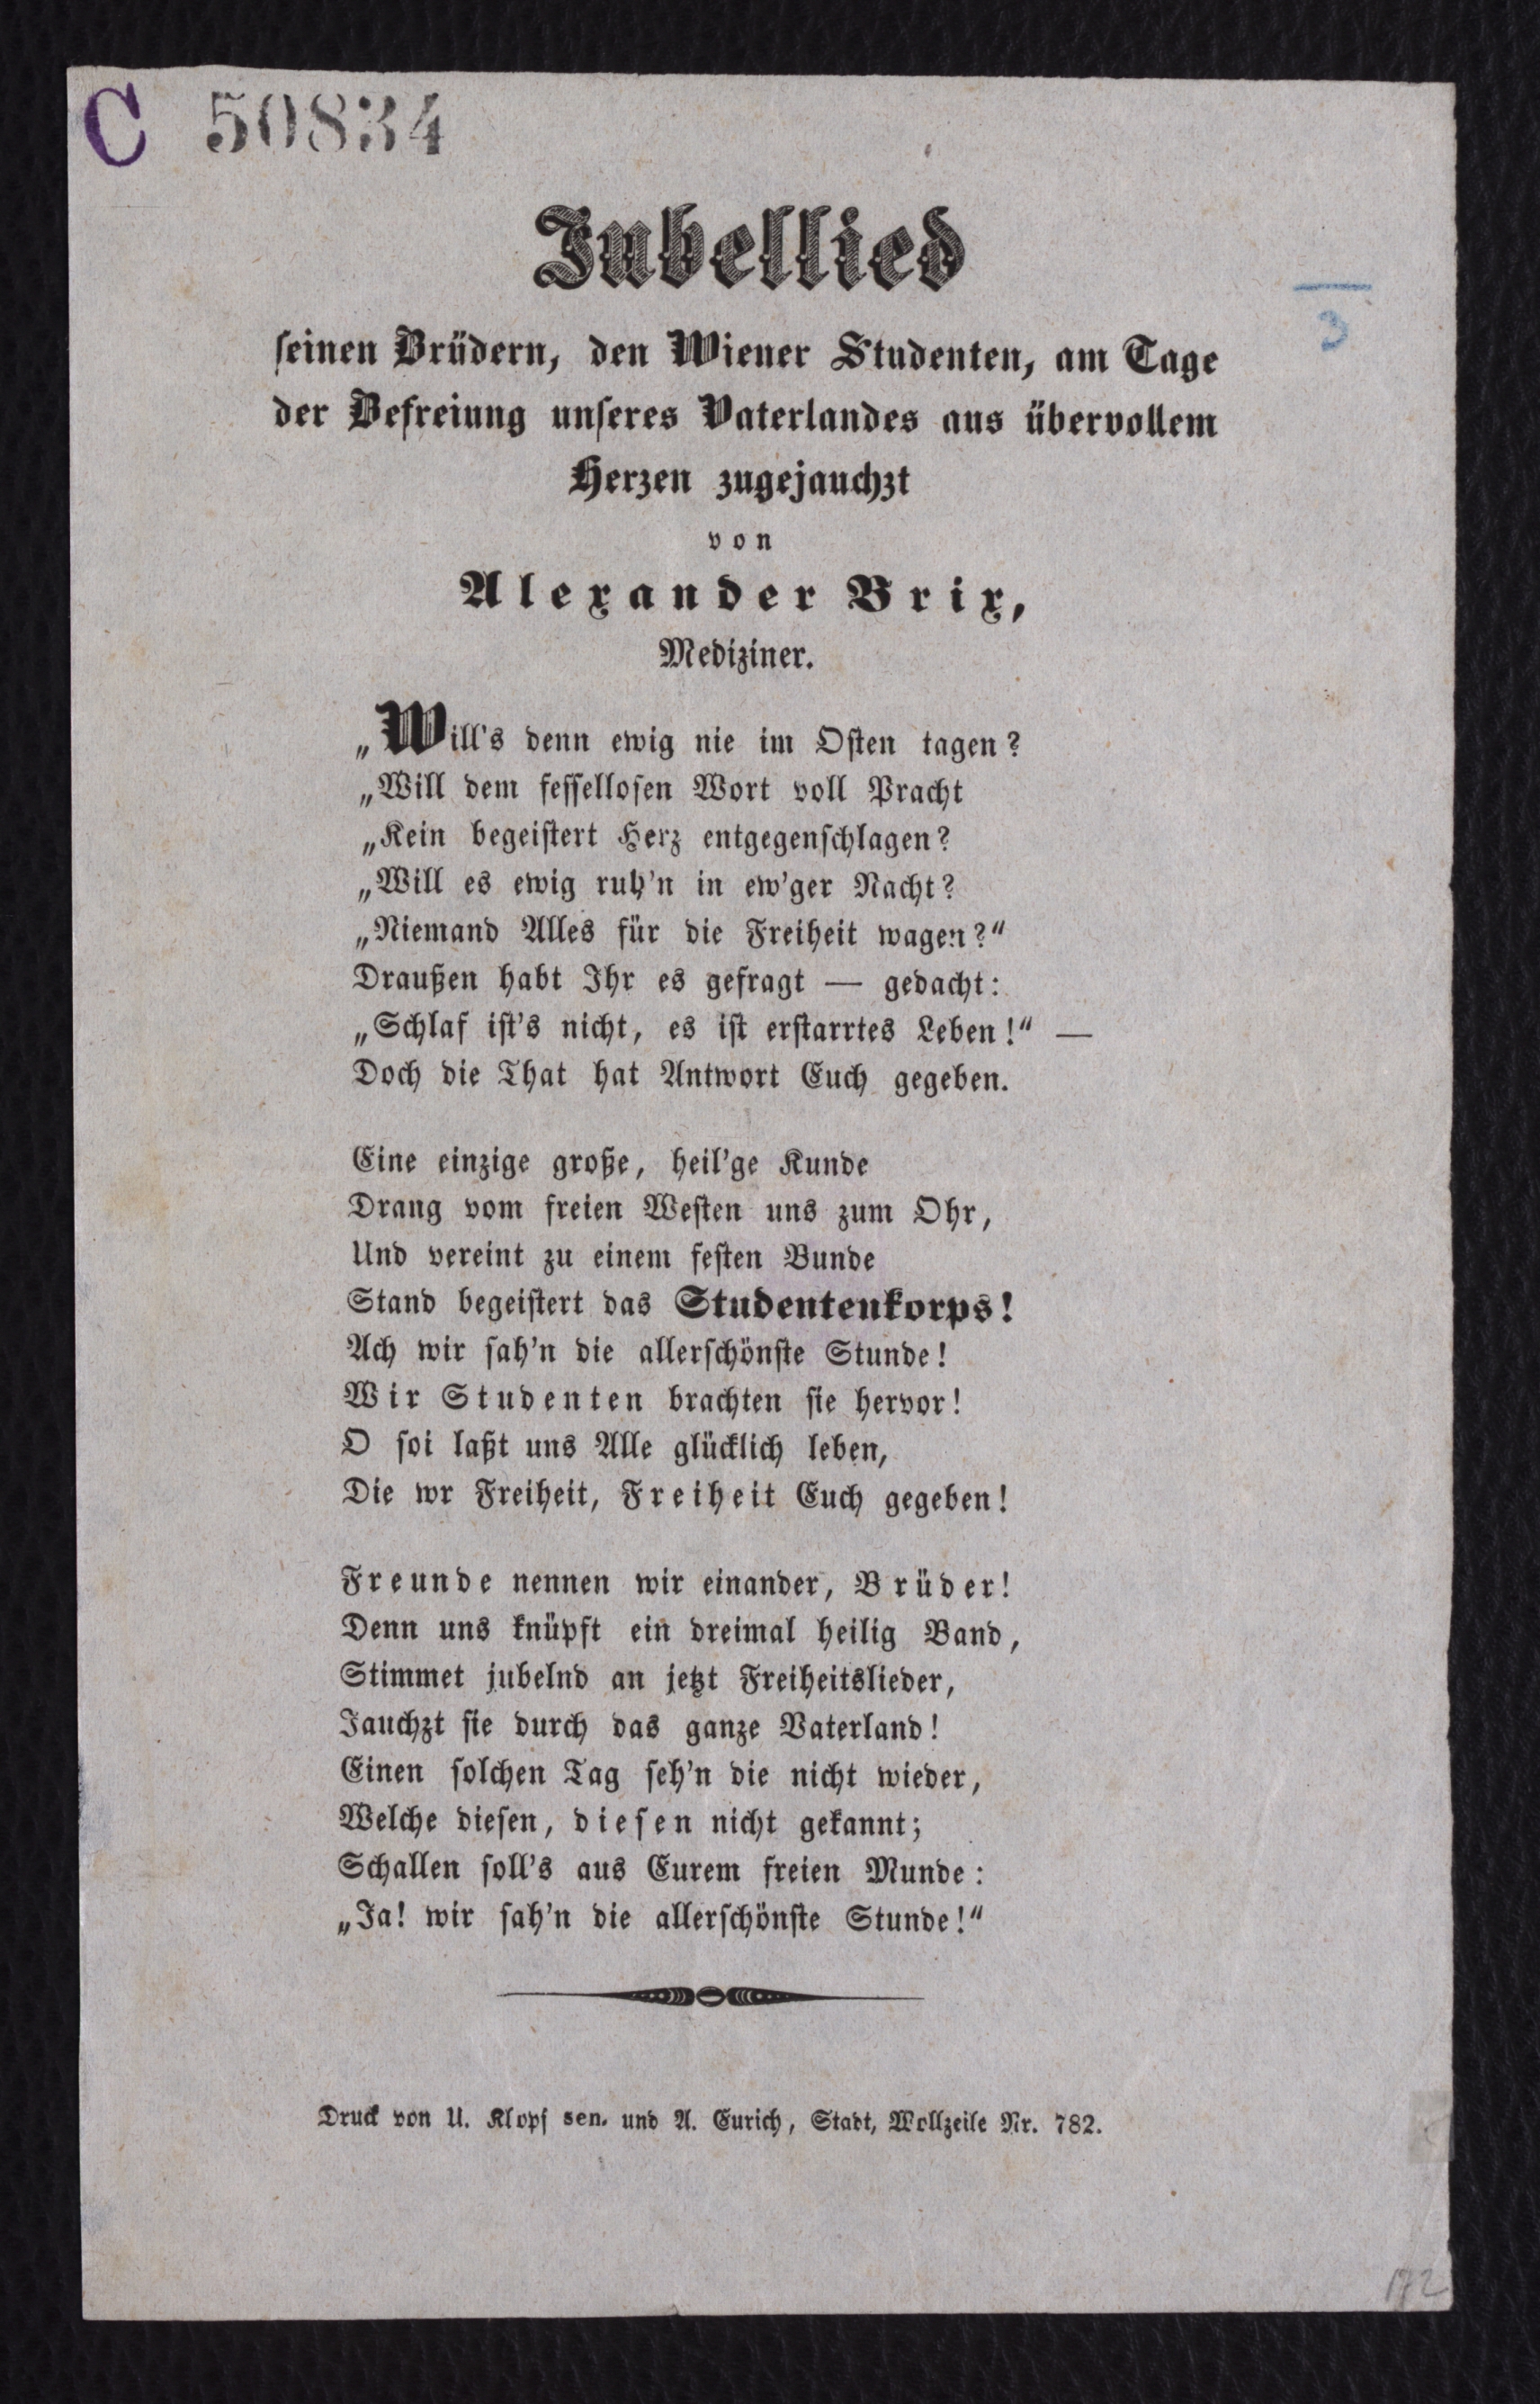 C 50834
Jubellied
3
seinen Brüdern, den Wiener Studenten, am Tage
der Befreiung unseres Vaterlandes aus übervollem
Herzen zugejauchzt
von
Alexander Brix,
Mediziner.
„Will's denn ewig nie im Osten tagen?
„Will dem fessellosen Wort voll Pracht
„Kein begeistert Herz entgegenschlagen?
„Will es ewig ruh'n in ew'ger Nacht?
„Niemand Alles für die Freiheit wagen?“
Draußen habt Ihr es gefragt — gedacht:
„Schlaf ist's nicht, es ist erstarrtes Leben!“ —
Doch die That hat Antwort Euch gegeben.
Eine einzige große, heil'ge Kunde
Drang vom freien Westen uns zum Ohr,
Und vereint zu einem festen Bunde
Stand begeistert das Studentenkorps!
Ach wir sah'n die allerschönste Stunde!
Wir Studenten brachten sie hervor!
O soi laßt uns Alle glücklich leben,
Die wr Freiheit, Freiheit Euch gegeben!
Freunde nennen wir einander, Brüder!
Denn uns knüpft ein dreimal heilig Band,
Stimmet jubelnd an jetzt Freiheitslieder,
Jauchzt sie durch das ganze Vaterland!
Einen solchen Tag seh'n die nicht wieder,
Welche diesen, diesen nicht gekannt;
Schallen soll's aus Eurem freien Munde:
„Ja! wir sah'n die allerschönste Stunde!“
Druck von U. Klopf sen. und A. Eurich, Stadt, Wollzeile Nr. 782.
172